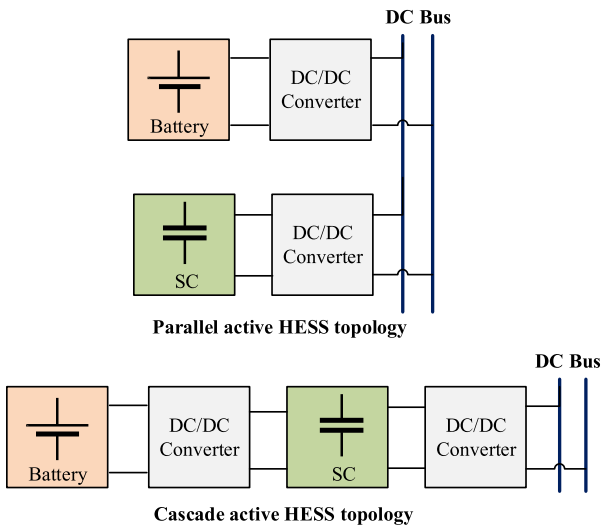 DC Bus
DC/DC
Converter
Battery
DC/DC
Converter
SC
Parallel active HESS topology
DC Bus
DC/DC
Converter
DC/DC
Converter
Battery
SC
Cascade active HESS topology